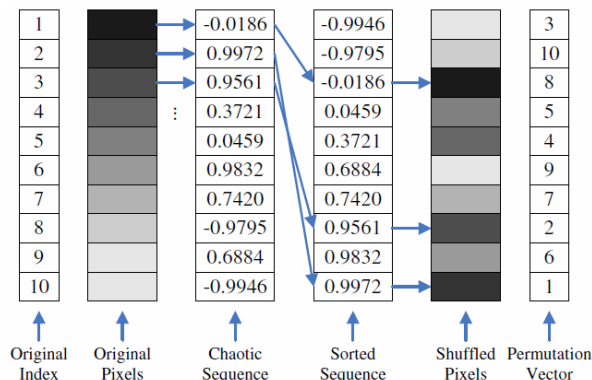 1 -0.0186 -0.9946 3
2 0.9972 -0.9795 10
3 0.9561 -0.0186 8
4 ⋮ 0.3721 0.0459 5
5 0.0459 0.3721 4
6 0.9832 0.6884 9
7 0.7420 0.7420 7
8 -0.9795 0.9561 2
9 0.6884 0.9832 6
10 -0.9946 0.9972 1
Original Original Chaotic Sorted Shuffled Permutation
Index Pixels Sequence Sequence Pixels Vector